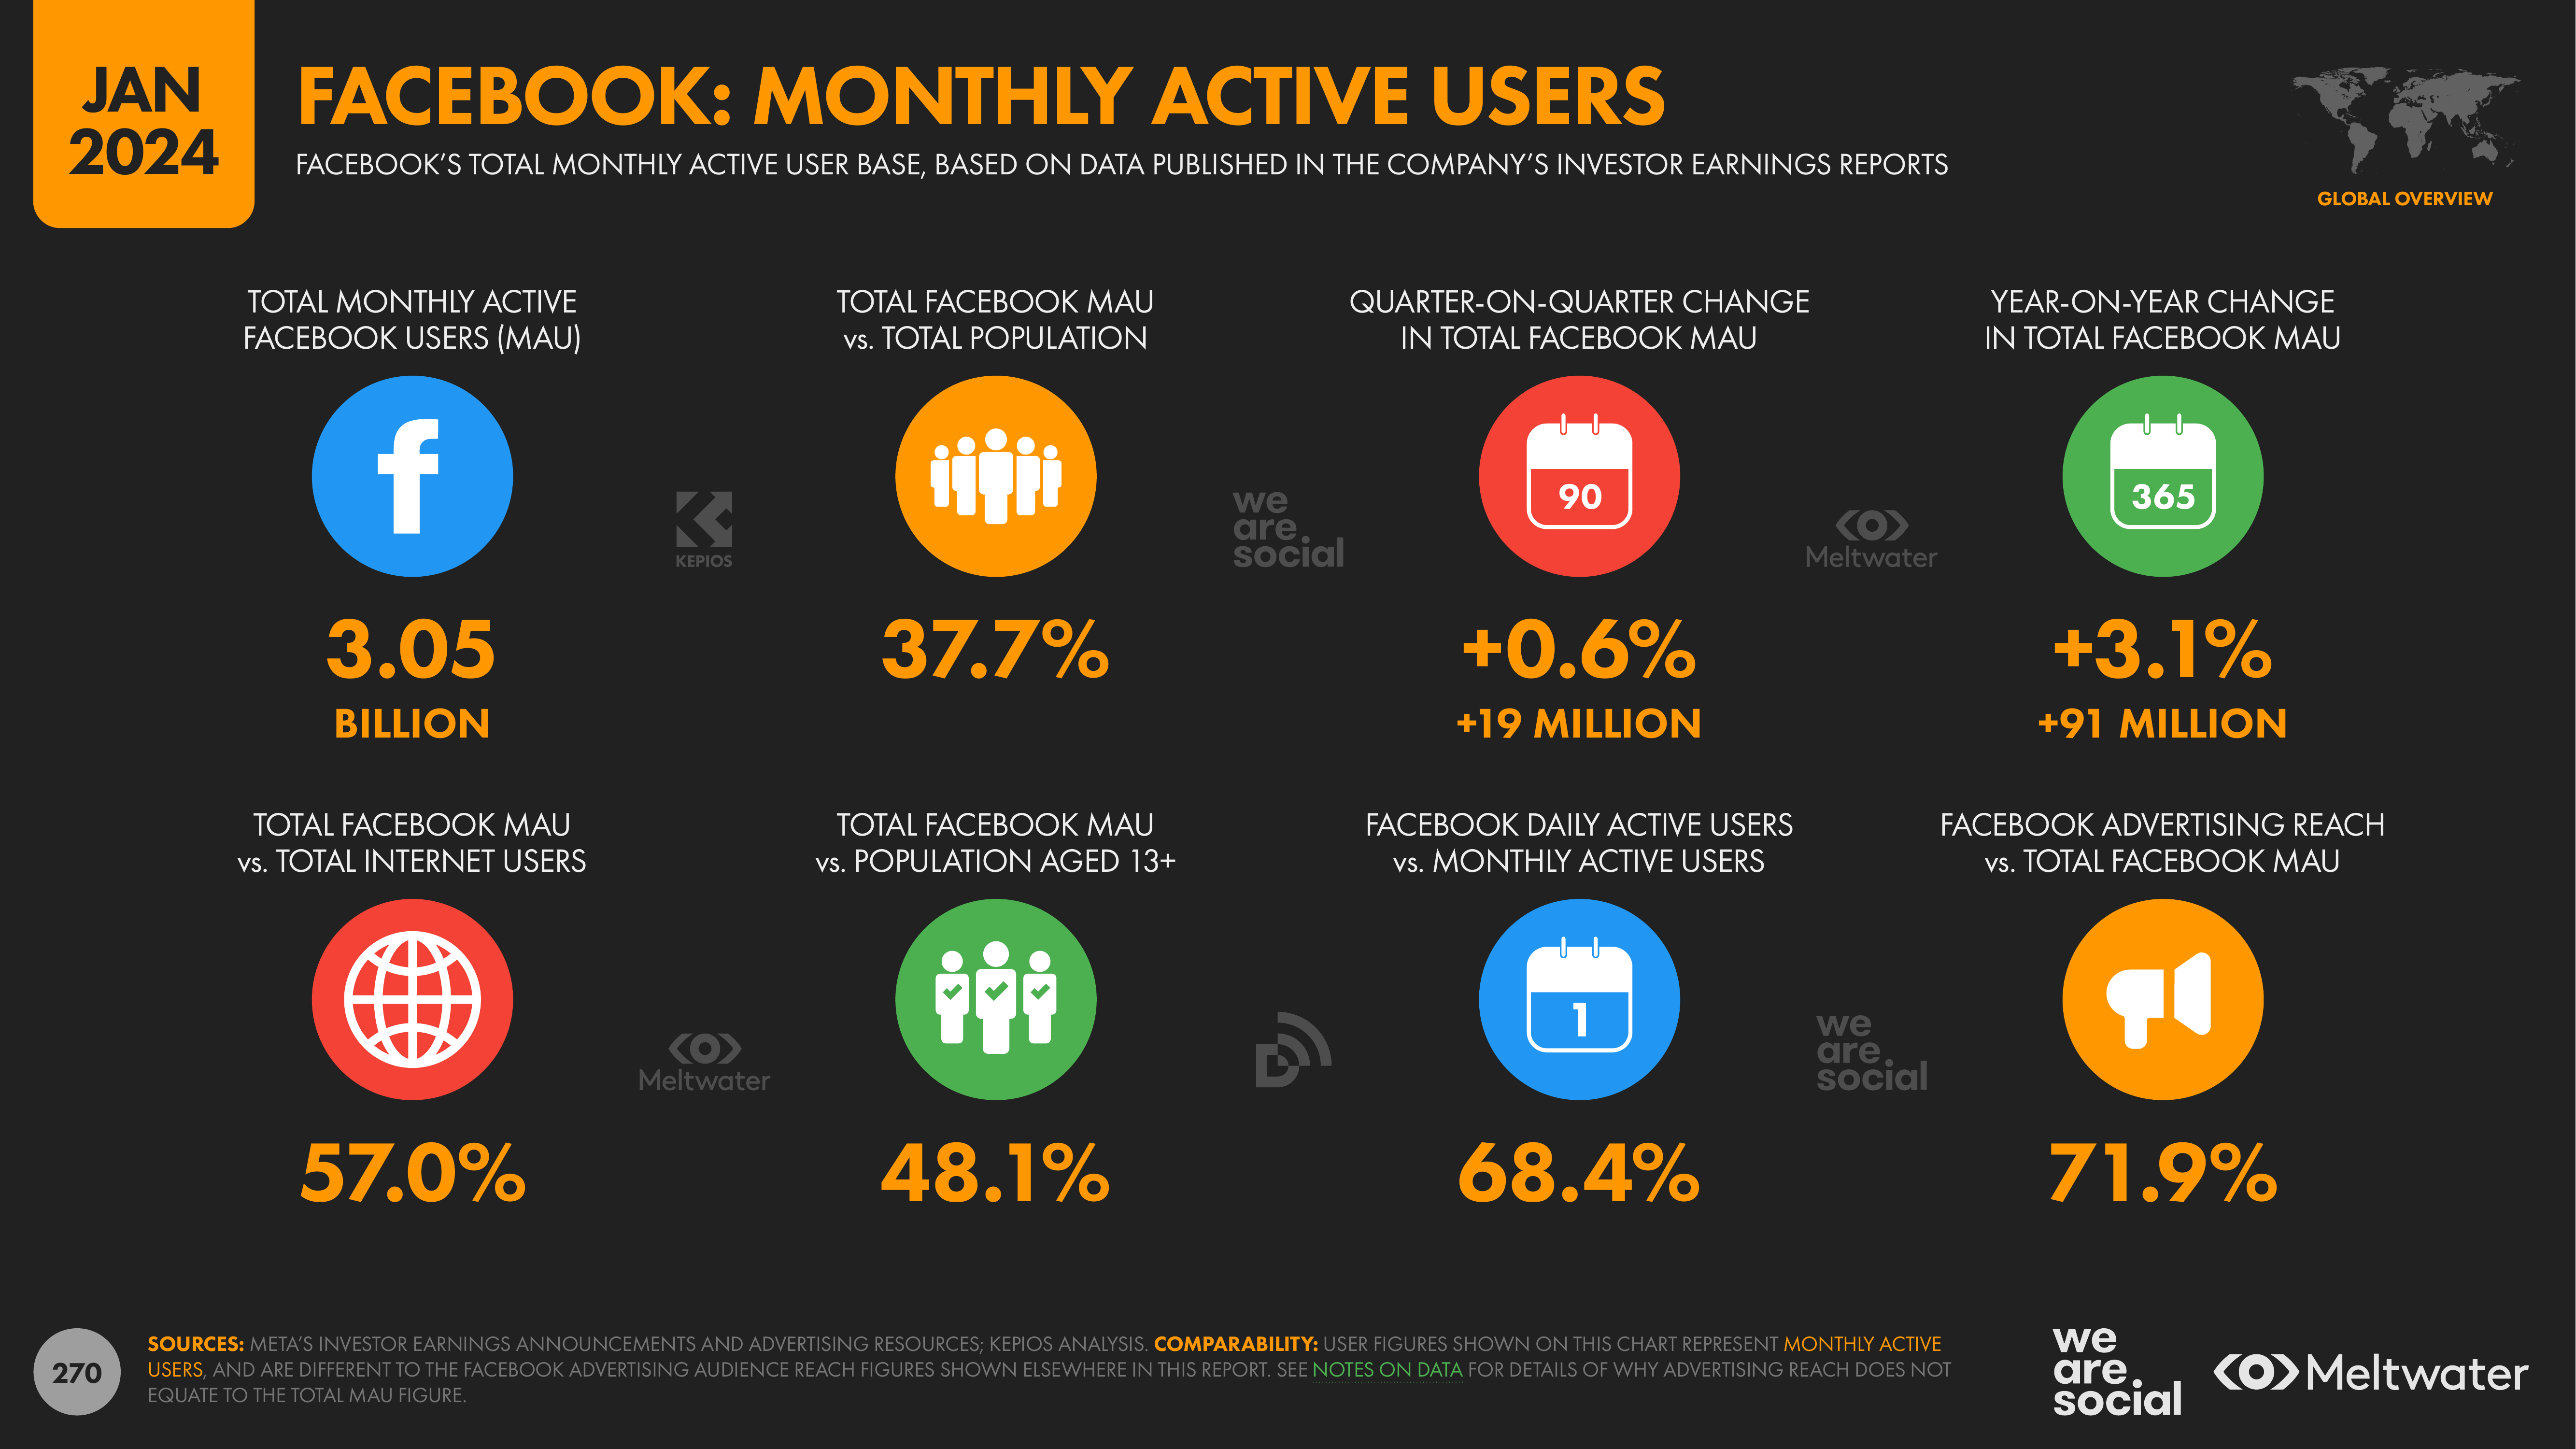 JAN
2024
FACEBOOK: MONTHLY ACTIVE USERS
FACEBOOK'S TOTAL MONTHLY ACTIVE USER BASE, BASED ON DATA PUBLISHED IN THE COMPANY'S INVESTOR EARNINGS REPORTS
GLOBAL OVERVIEW
TOTAL MONTHLY ACTIVE
FACEBOOK USERS (MAU)
f
3.05
BILLION
KEPIOS
TOTAL FACEBOOK MAU
vs. TOTAL POPULATION
37.7%
we
are
social
QUARTER-ON-QUARTER CHANGE
IN TOTAL FACEBOOK MAU
90
+0.6%
+19 MILLION
Meltwater
YEAR-ON-YEAR CHANGE
IN TOTAL FACEBOOK MAU
365
+3.1%
+91 MILLION
TOTAL FACEBOOK MAU
vs. TOTAL INTERNET USERS
57.0%
Meltwater
TOTAL FACEBOOK MAU
vs. POPULATION AGED 13+
48.1%
FACEBOOK DAILY ACTIVE USERS
vs. MONTHLY ACTIVE USERS
1
68.4%
we
are
social
FACEBOOK ADVERTISING REACH
vs. TOTAL FACEBOOK MAU
71.9%
270
SOURCES: META'S INVESTOR EARNINGS ANNOUNCEMENTS AND ADVERTISING RESOURCES; KEPIOS ANALYSIS. COMPARABILITY: USER FIGURES SHOWN ON THIS CHART REPRESENT MONTHLY ACTIVE
USERS, AND ARE DIFFERENT TO THE FACEBOOK ADVERTISING AUDIENCE REACH FIGURES SHOWN ELSEWHERE IN THIS REPORT. SEE NOTES ON DATA FOR DETAILS OF WHY ADVERTISING REACH DOES NOT
EQUATE TO THE TOTAL MAU FIGURE.
we
are
social
Meltwater